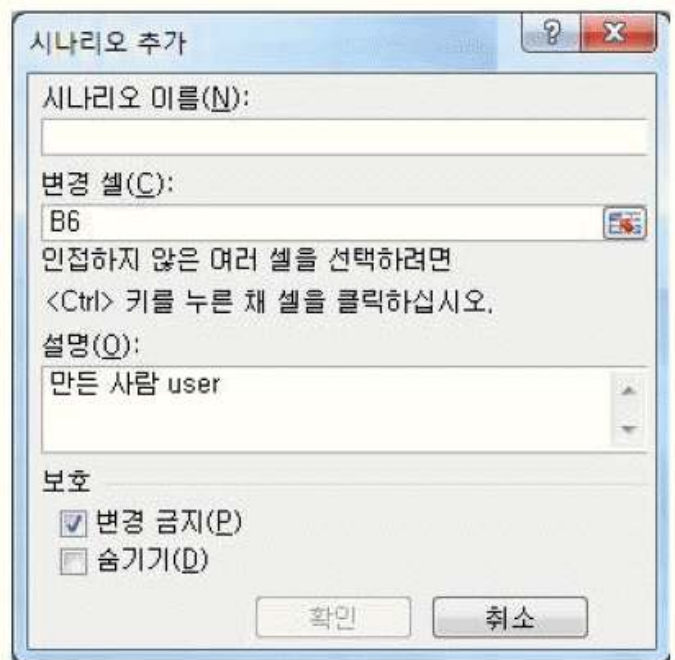 시나리오 추가
시나리오 이름(N):
변경 셀(C):
B6
인접하지 않은 여러 셀을 선택하려면
<Ctrl> 키를 누른 채 셀을 클릭하십시오.
설명(O):
만든 사람 user
보호
변경 금지(P)
숨기기(D)
확인 취소